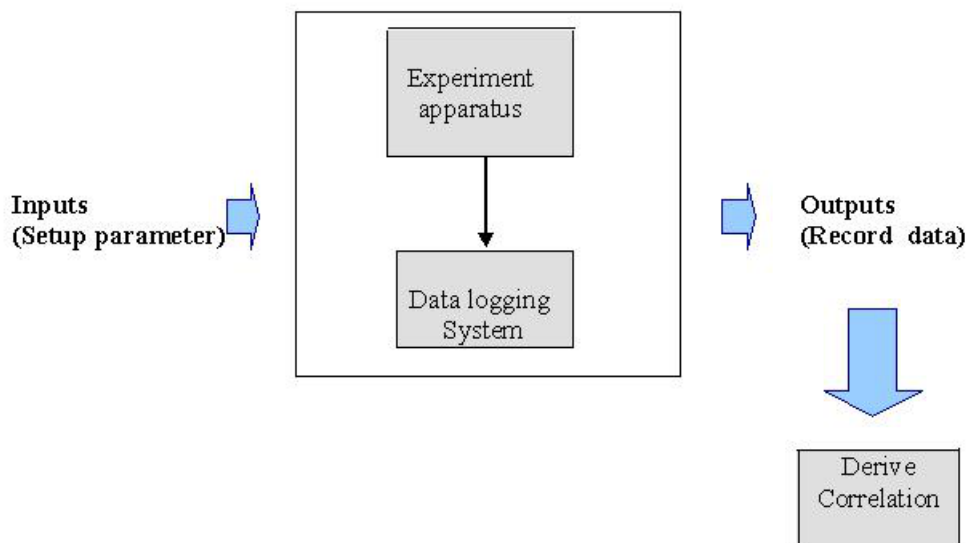 Experiment
apparatus
Inputs
(Setup parameter)
Data logging
System
Outputs
(Record data)
Derive
Correlation